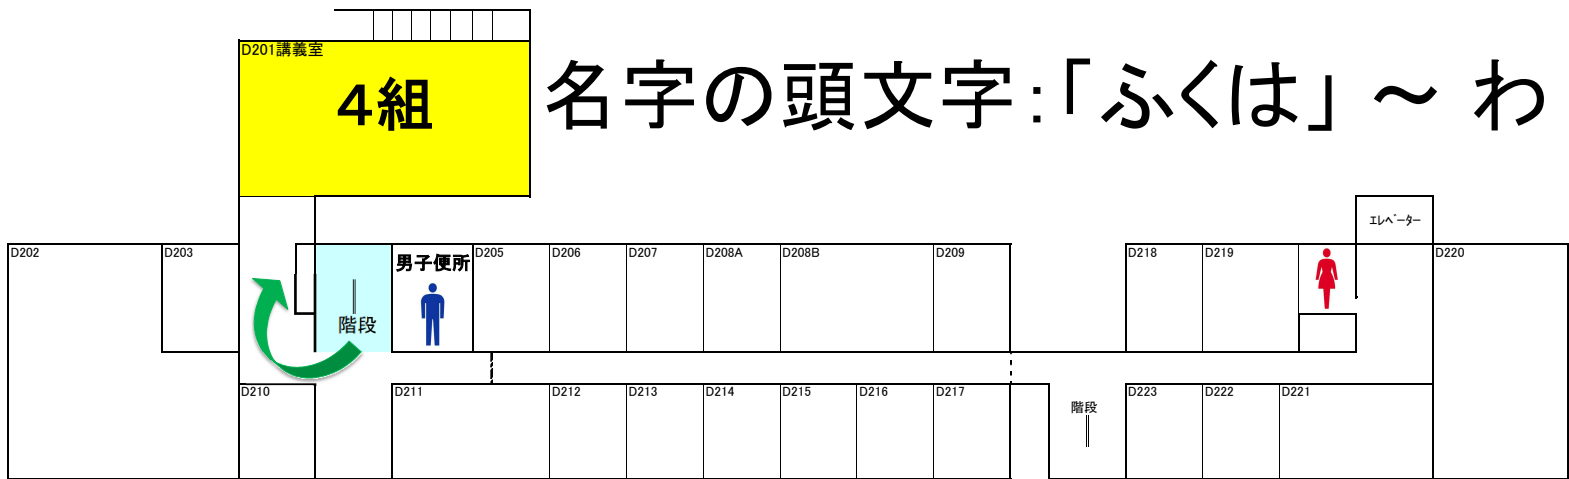 D201講義室
4組
名字の頭文字:「ふくは」 ～ わ
エレベーター
D202
D203
男子便所
D205
D206
D207
D208A
D208B
D209
D218
D219
D220
階段
D210
D211
D212
D213
D214
D215
D216
D217
階段
D223
D222
D221